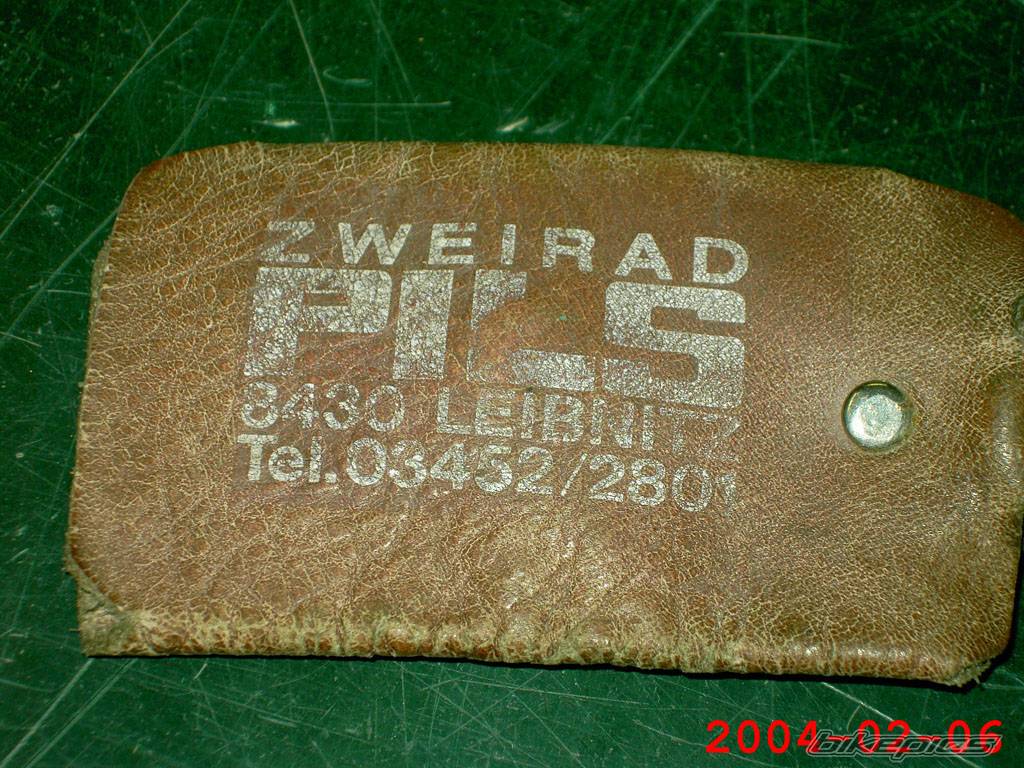 ZWEIRAD
PILS
8430 LEIBNITZ
Tel.03452/2801
2004.02.06
bikepics